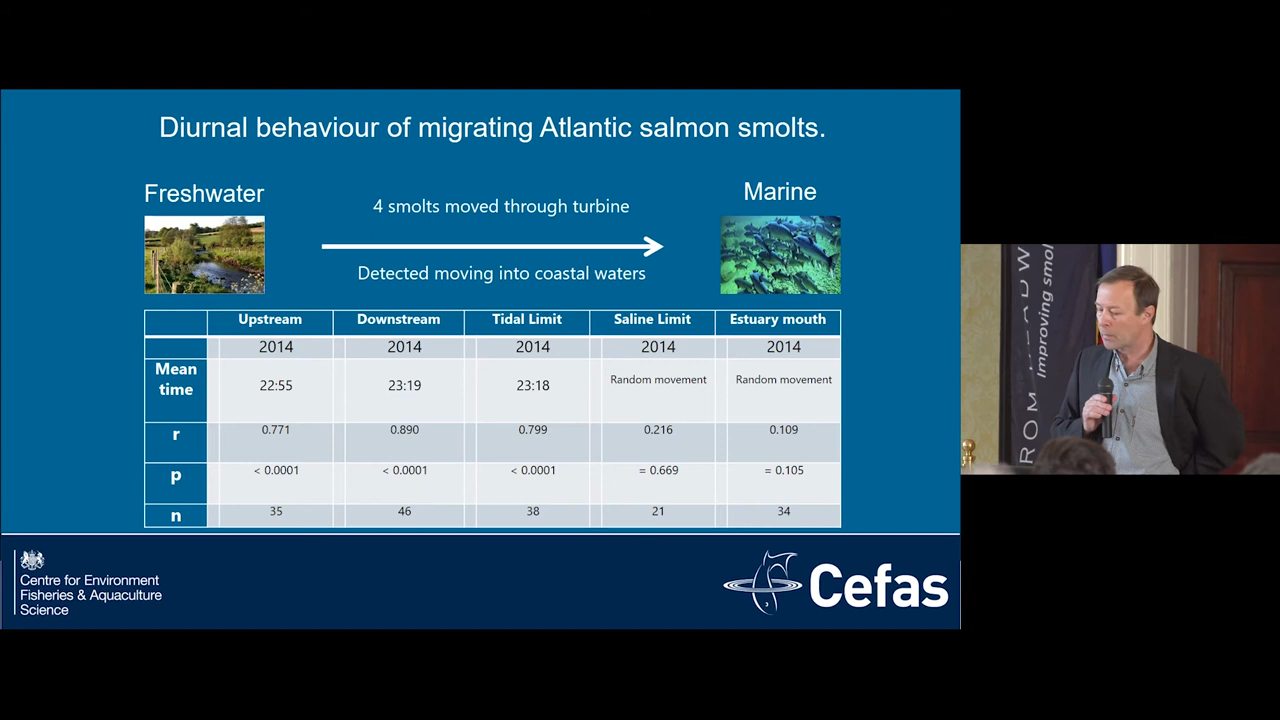 Diurnal behaviour of migrating Atlantic salmon smolts.
Freshwater
4 smolts moved through turbine
Detected moving into coastal waters
Marine
Upstream Downstream Tidal Limit Saline Limit Estuary mouth
2014 2014 2014 2014 2014
Mean time 22:55 23:19 23:18 Random movement Random movement
r 0.771 0.890 0.799 0.216 0.109
p < 0.0001 < 0.0001 < 0.0001 = 0.669 = 0.105
n 35 46 38 21 34
Centre for Environment
Fisheries & Aquaculture
Science
Cefas
Improving smol